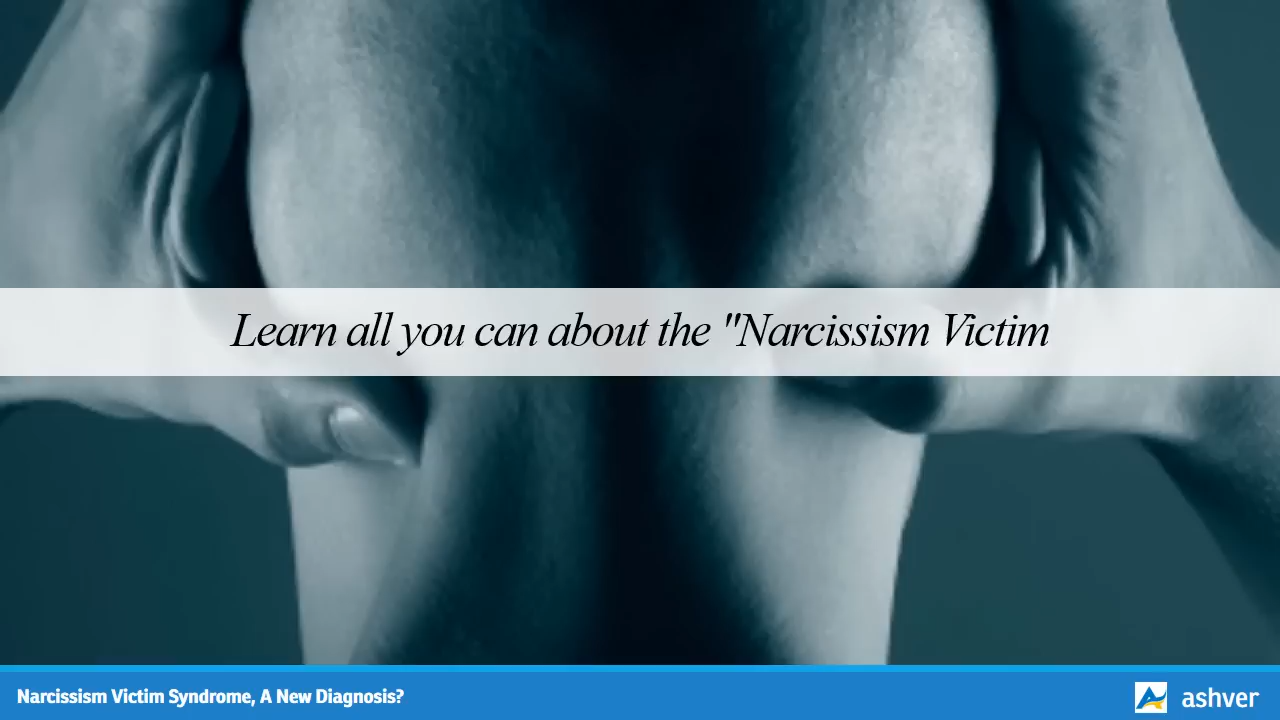 Learn all you can about the "Narcissism Victim
Narcissism Victim Syndrome, A New Diagnosis?
ashver